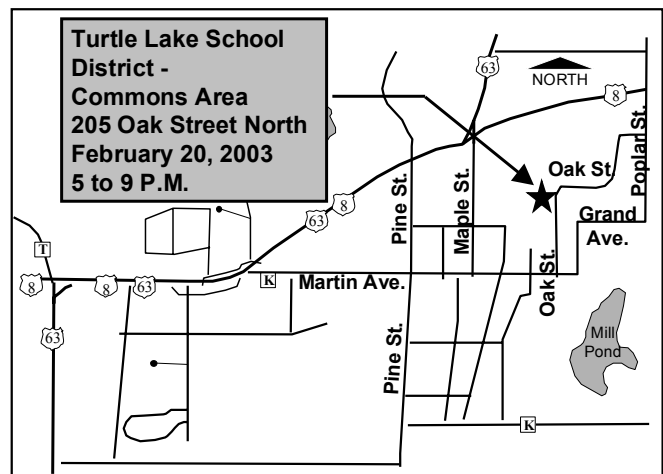 Turtle Lake School
District -
Commons Area
205 Oak Street North
February 20, 2003
5 to 9 P.M.
63
NORTH
8
Poplar St.
Oak St.
Grand
Ave.
Pine St.
Maple St.
63
8
T
K
Martin Ave.
Oak St.
8
8
63
63
Pine St.
Mill
Pond
K